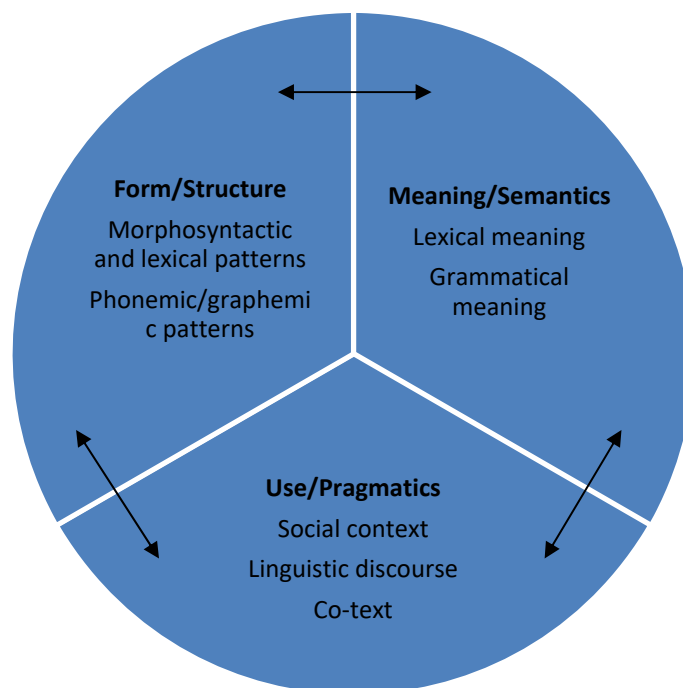 Form/Structure
Morphosyntactic
and lexical patterns
Phonemic/graphemi
c patterns
Meaning/Semantics
Lexical meaning
Grammatical
meaning
Use/Pragmatics
Social context
Linguistic discourse
Co-text